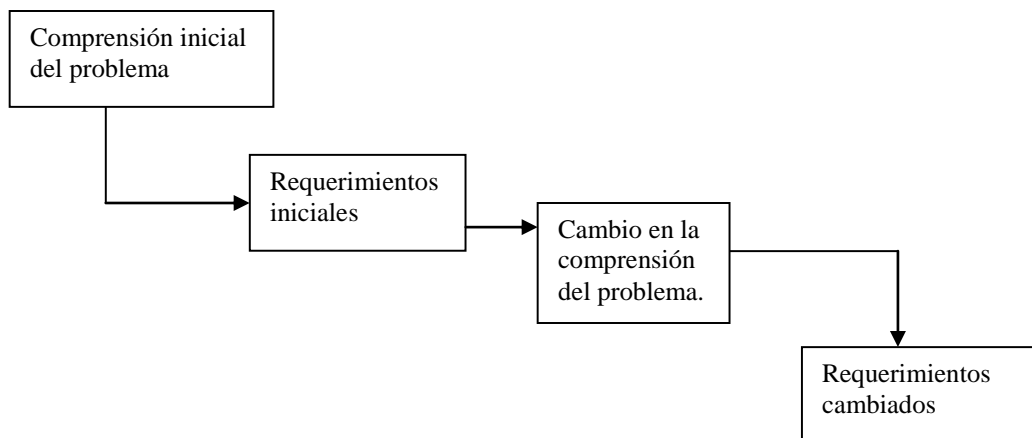 Comprensión inicial
del problema
Requerimientos
iniciales
Cambio en la
comprensión
del problema.
Requerimientos
cambiados